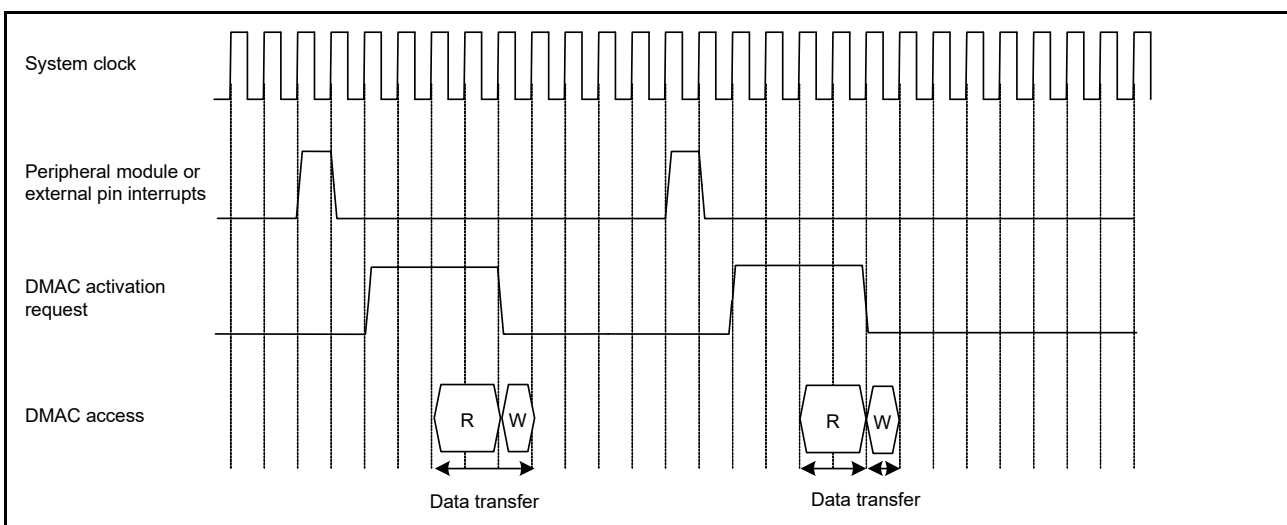 System clock
Peripheral module or
external pin interrupts
DMAC activation
request
DMAC access
R
W
R
W
Data transfer
Data transfer